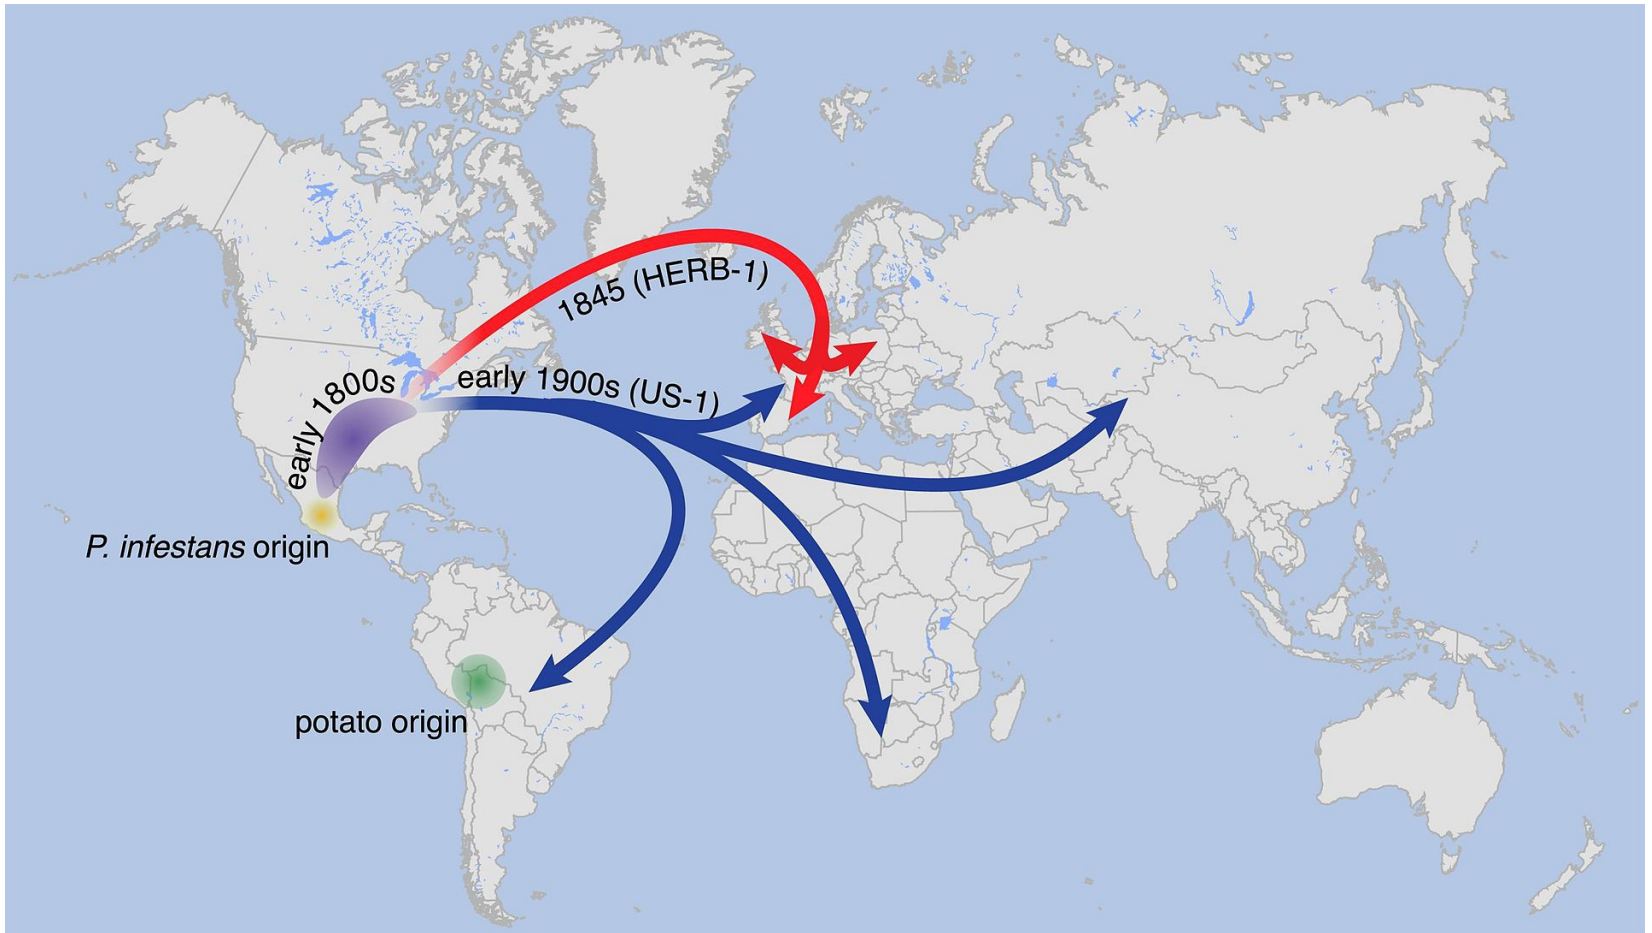 1845 (HERB-1)
early 1900s (US-1)
early 1800s
P. infestans origin
potato origin